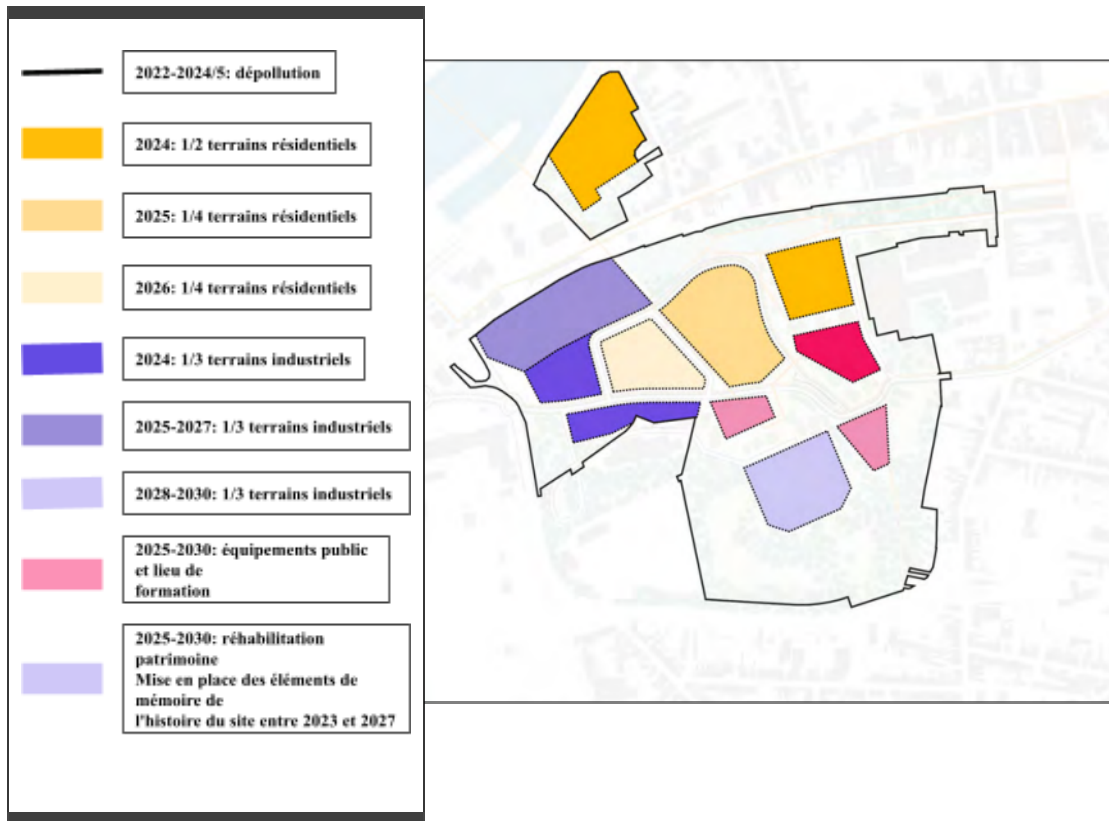 2022-2024/5: dépollution
2024: 1/2 terrains résidentiels
2025: 1/4 terrains résidentiels
2026: 1/4 terrains résidentiels
2024: 1/3 terrains industriels
2025-2027: 1/3 terrains industriels
2028-2030: 1/3 terrains industriels
2025-2030: équipements public
et lieu de
formation
2025-2030: réhabilitation
patrimoine
Mise en place des éléments de
mémoire de
l'histoire du site entre 2023 et 2027